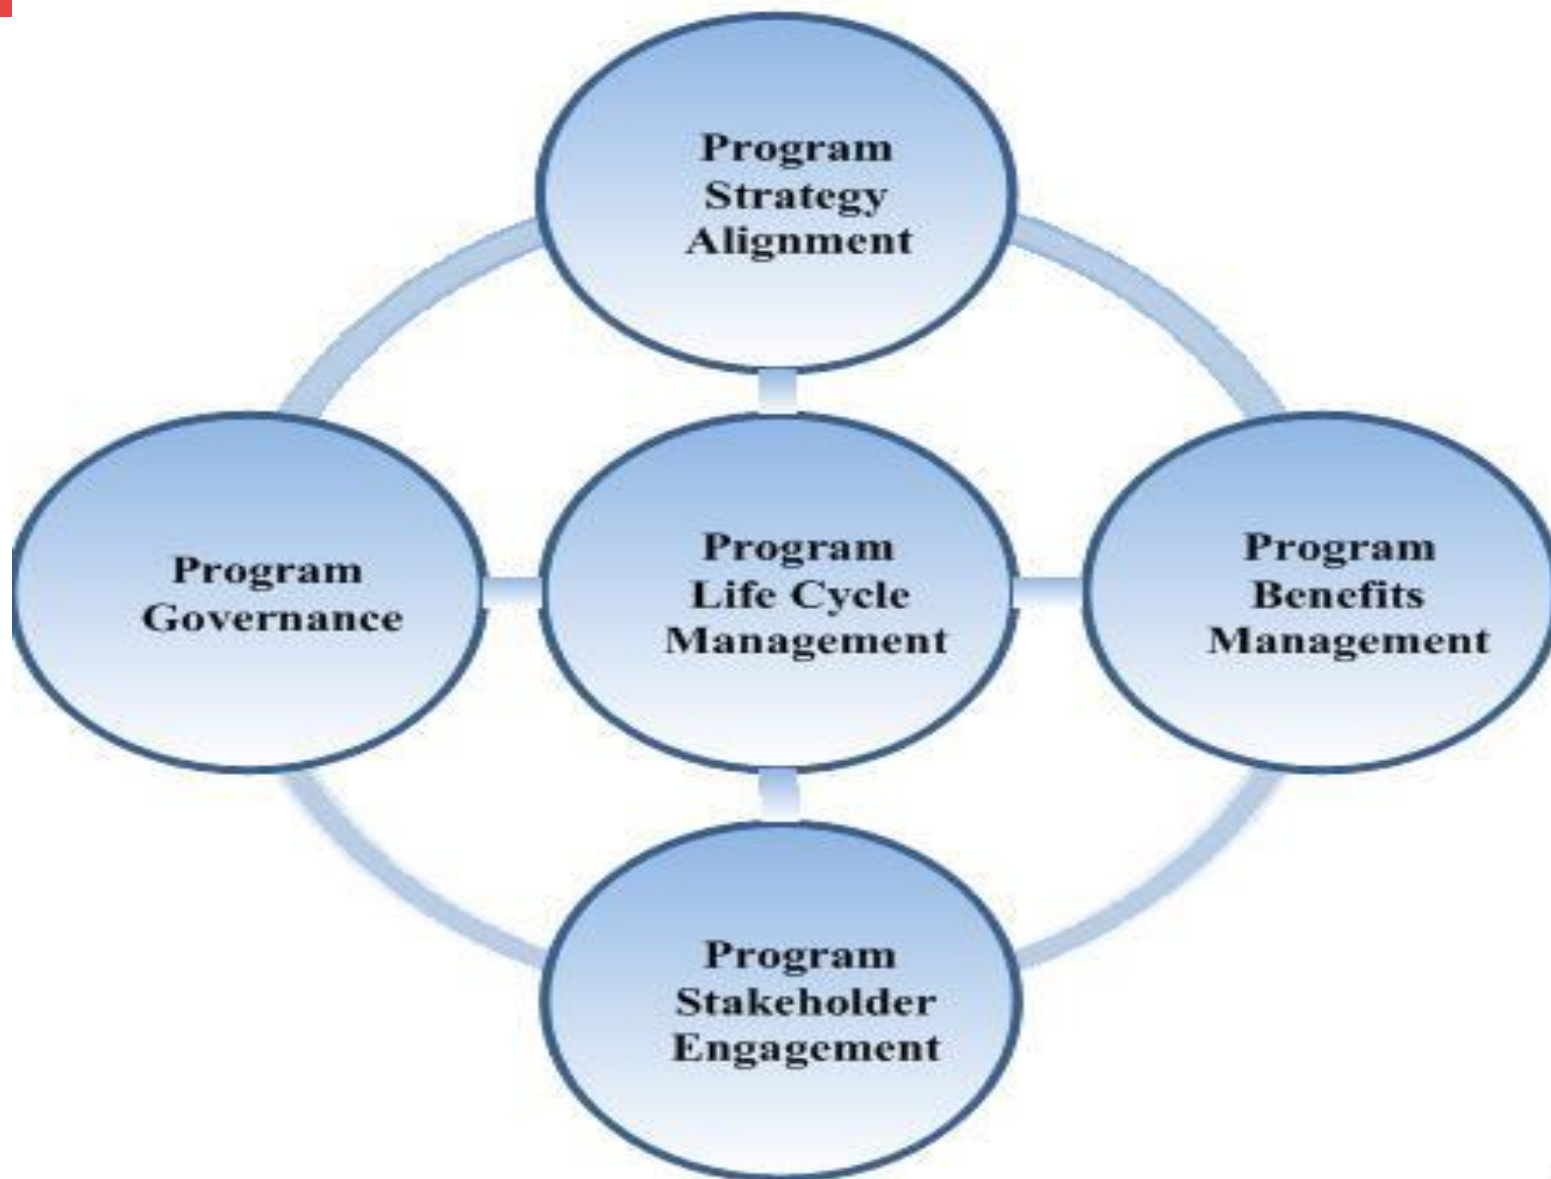 Program
Strategy
Alignment
Program
Governance
Program
Life Cycle
Management
Program
Benefits
Management
Program
Stakeholder
Engagement